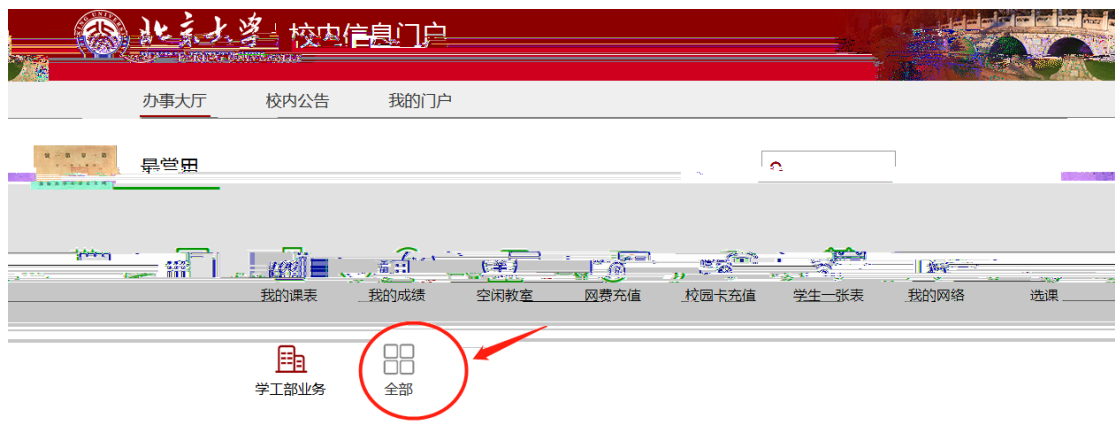 北京大学 校内信息门户
办事大厅 校内公告 我的门户
最常用
我的课表 我的成绩 空闲教室 网费充值 校园卡充值 学生一张表 我的网络 选课
学工部业务 全部